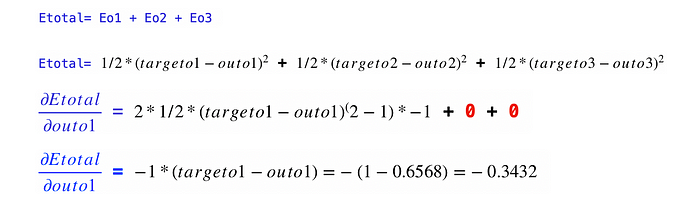 Etotal= Eo1 + Eo2 + Eo3
Etotal= 1/2*(targeto1−outo1)² + 1/2*(targeto2−outo2)² + 1/2*(targeto3−outo3)²
∂Etotal/∂outo1 = 2*1/2*(targeto1−outo1)⁽2−1)*−1 + 0 + 0
∂Etotal/∂outo1 = −1*(targeto1−outo1)=−(1−0.6568)=−0.3432